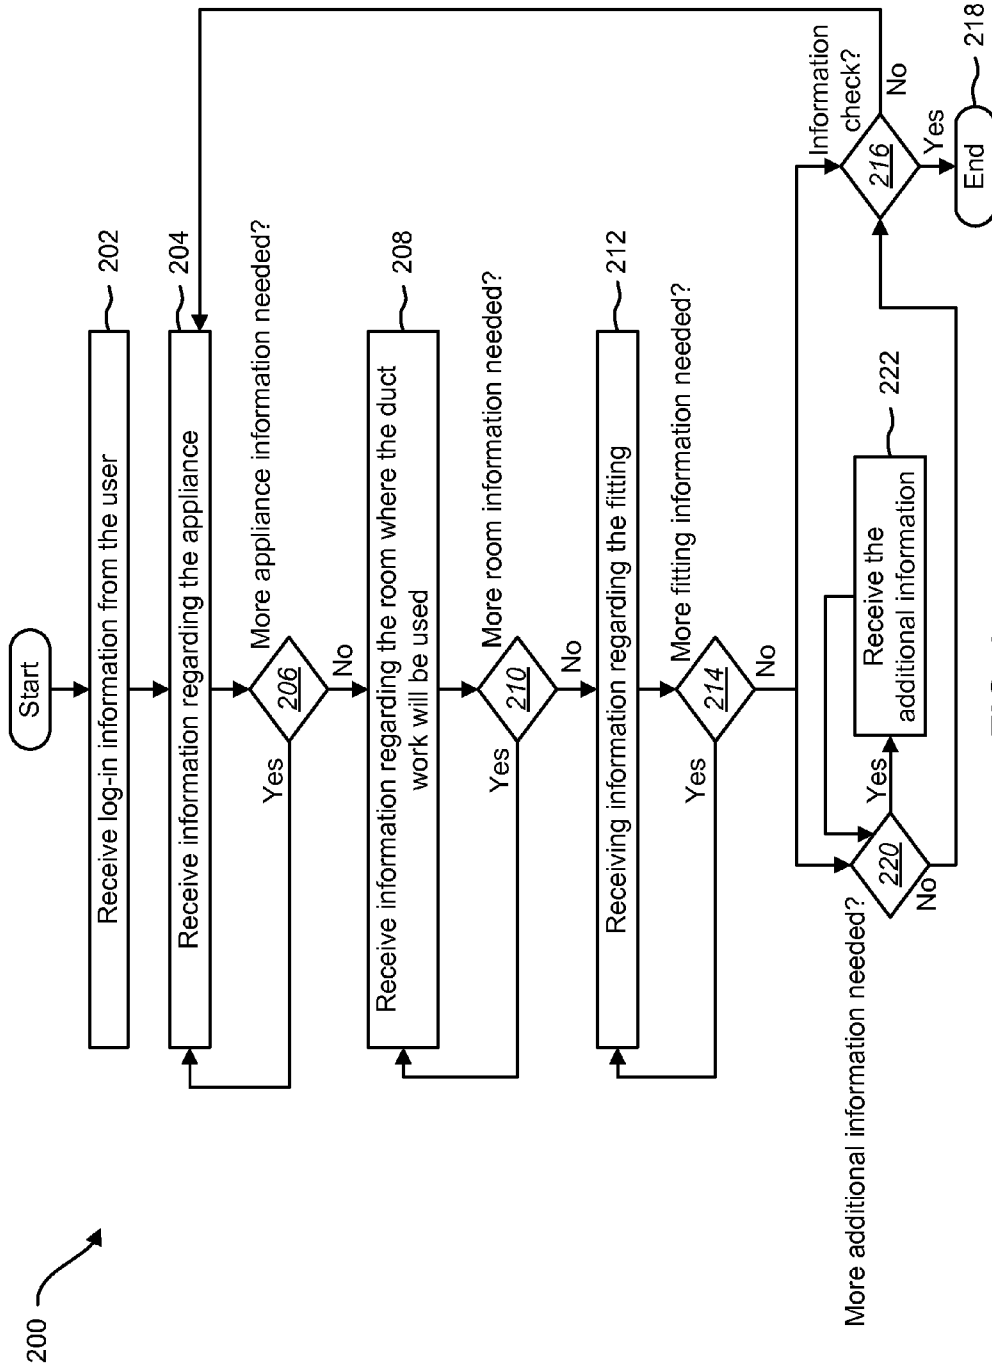 200
Start
Receive log-in information from the user
202
Receive information regarding the appliance
204
More appliance information needed?
206
Yes
No
Receive information regarding the room where the duct
work will be used
208
More room information needed?
210
Yes
No
Receiving information regarding the fitting
212
More fitting information needed?
214
Yes
No
More additional information needed?
220
Yes
No
Receive the
additional information
222
Information
check?
216
No
Yes
End
218